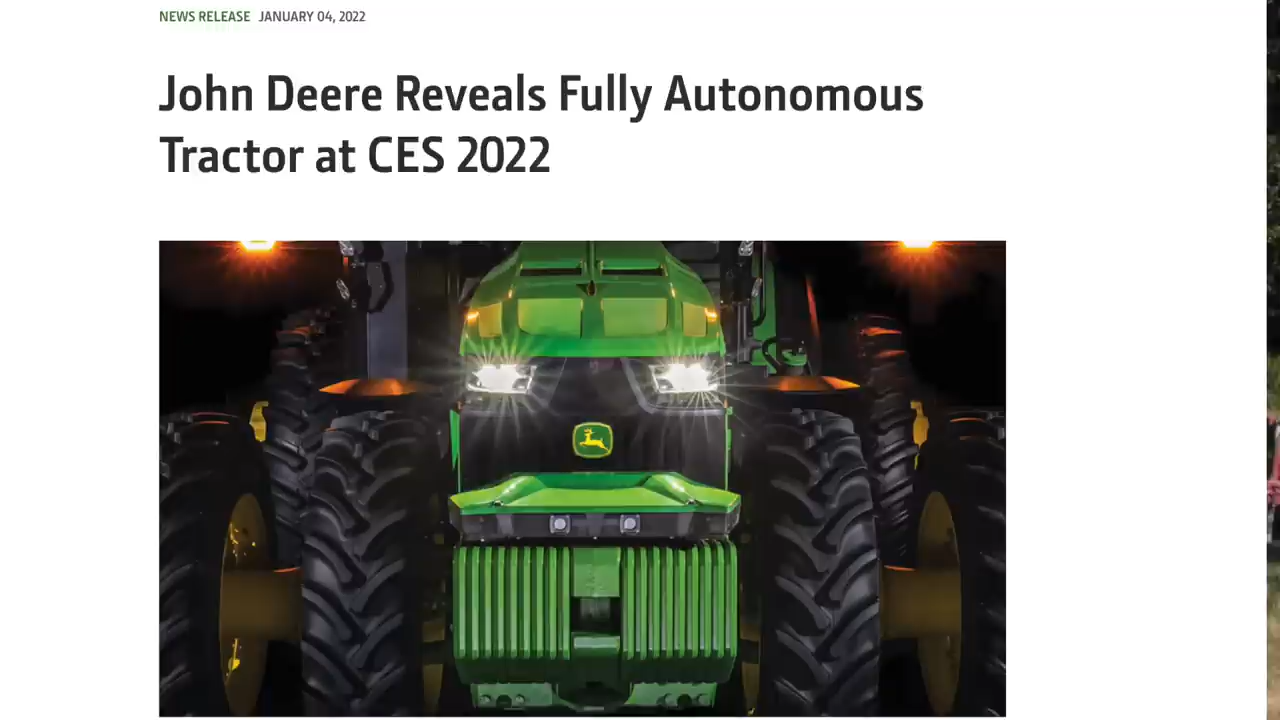 NEWS RELEASE JANUARY 04, 2022
John Deere Reveals Fully Autonomous
Tractor at CES 2022